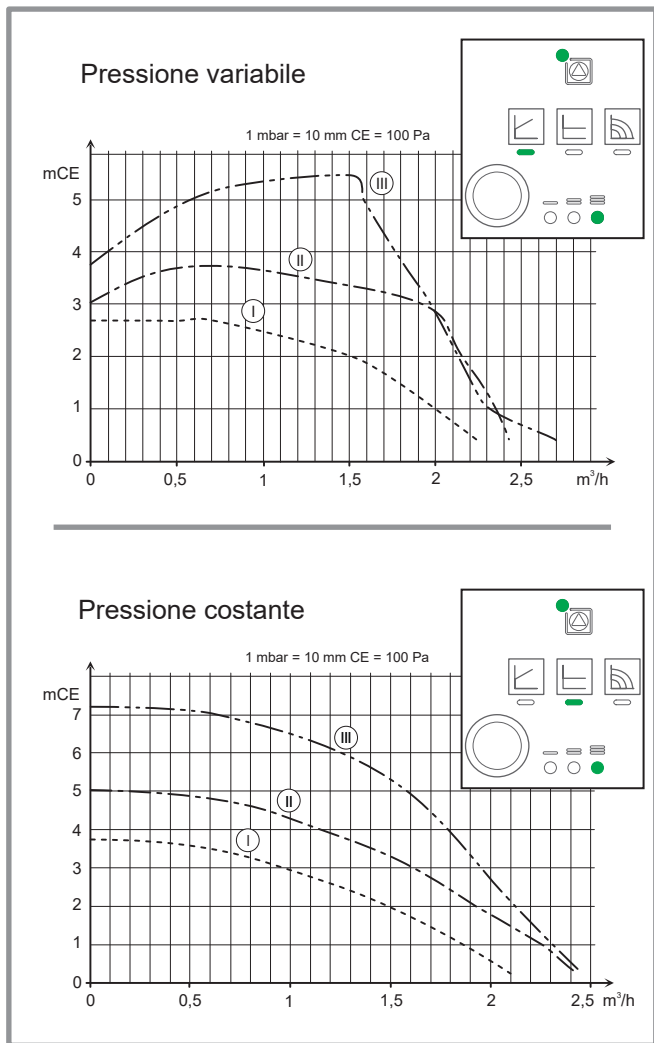 Pressione variabile
1 mbar = 10 mm CE = 100 Pa
mCE
5
4
3
2
1
0
III
II
I
0 0,5 1 1,5 2 2,5 m³/h
Pressione costante
1 mbar = 10 mm CE = 100 Pa
mCE
7
6
5
4
3
2
1
0
III
II
I
0 0,5 1 1,5 2 2,5 m³/h